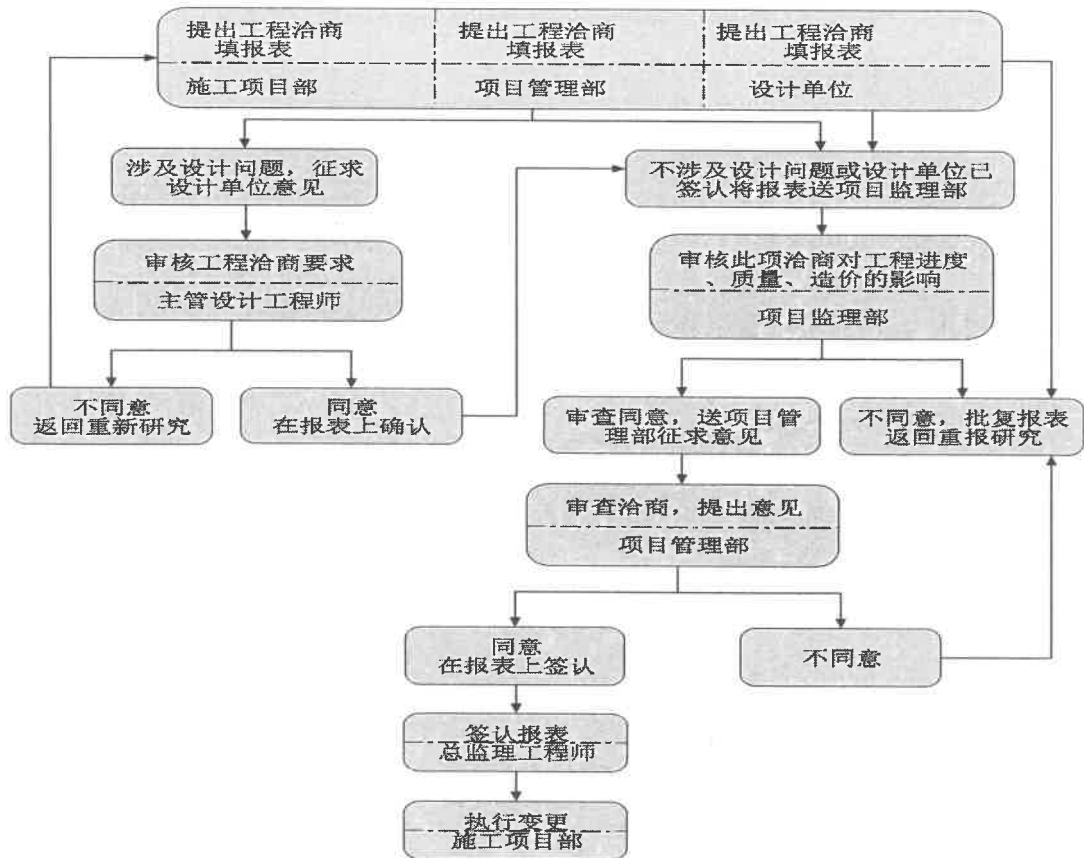 提出工程洽商
填报表
施工项目部
提出工程洽商
填报表
项目管理部
提出工程洽商
填报表
设计单位
涉及设计问题，征求
设计单位意见
不涉及设计问题或设计单位已
签认将报表送项目监理部
审核工程洽商要求
主管设计工程师
审核此项洽商对工程进度
、质量、造价的影响
项目监理部
不同意
返回重新研究
同意
在报表上确认
审查同意，送项目管
理部征求意见
不同意，批复报表
返回重报研究
审查洽商，提出意见
项目管理部
同意
在报表上签认
不同意
签认报表
总监理工程师
执行变更
施工项目部